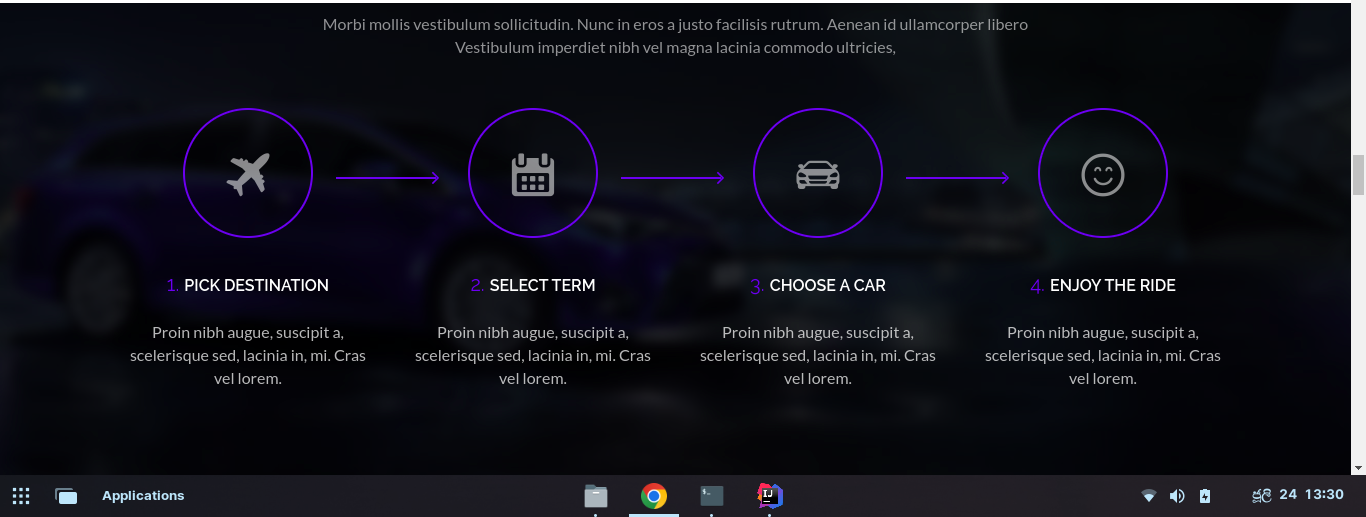 Morbi mollis vestibulum sollicitudin. Nunc in eros a justo facilisis rutrum. Aenean id ullamcorper libero
Vestibulum imperdiet nibh vel magna lacinia commodo ultricies,
1. PICK DESTINATION
Proin nibh augue, suscipit a,
scelerisque sed, lacinia in, mi. Cras
vel lorem.
2. SELECT TERM
Proin nibh augue, suscipit a,
scelerisque sed, lacinia in, mi. Cras
vel lorem.
3. CHOOSE A CAR
Proin nibh augue, suscipit a,
scelerisque sed, lacinia in, mi. Cras
vel lorem.
4. ENJOY THE RIDE
Proin nibh augue, suscipit a,
scelerisque sed, lacinia in, mi. Cras
vel lorem.
Applications
IJ
24 13:30